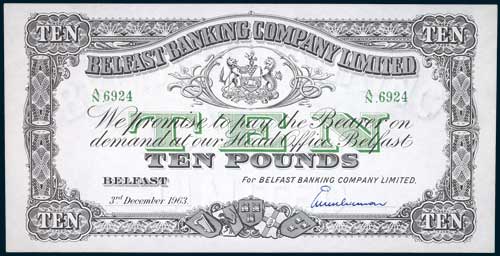 TEN TEN
BELFAST BANKING COMPANY LIMITED
A/N 6924 A/N 6924
TEN
We promise to pay the Bearer on
demand at our Head Office Belfast
TEN POUNDS
BELFAST For BELFAST BANKING COMPANY LIMITED,
3rd December 1963.
TEN TEN